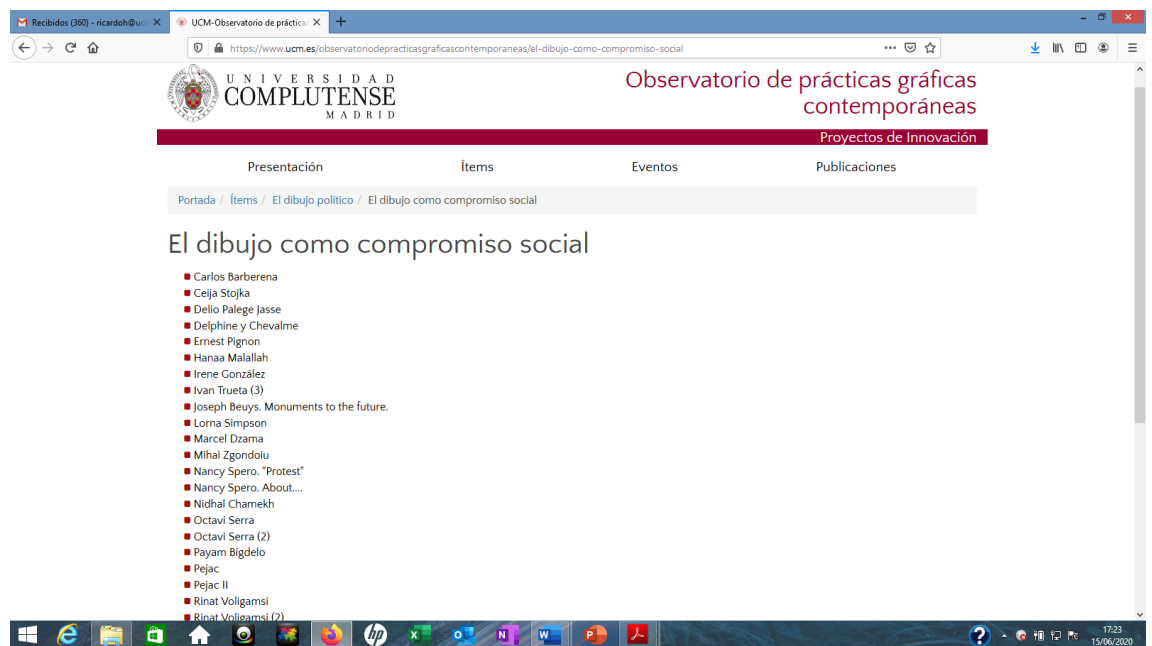 Recibidos (360) - ricardoh@uc
UCM-Observatorio de práctica
https://www.ucm.es/observatoriodepracticasgraficascontemporaneas/el-dibujo-como-compromiso-social
UNIVERSIDAD
COMPLUTENSE
MADRID
Observatorio de prácticas gráficas
contemporáneas
Proyectos de Innovación
Presentación Ítems Eventos Publicaciones
Portada / Ítems / El dibujo político / El dibujo como compromiso social
El dibujo como compromiso social
Carlos Barberena
Ceija Stojka
Delio Palege Jasse
Delphine y Chevalme
Ernest Pignon
Hanaa Malallah
Irene González
Ivan Trueta (3)
Joseph Beuys. Monuments to the future.
Lorna Simpson
Marcel Dzama
Mihai Zgondoiu
Nancy Spero. "Protest"
Nancy Spero. About....
Nidhal Chamekh
Octavi Serra
Octavi Serra (2)
Payam Bigdelo
Pejac
Pejac II
Rinat Voligamsi
Rinat Voligamsi (2)
17:23
15/06/2020